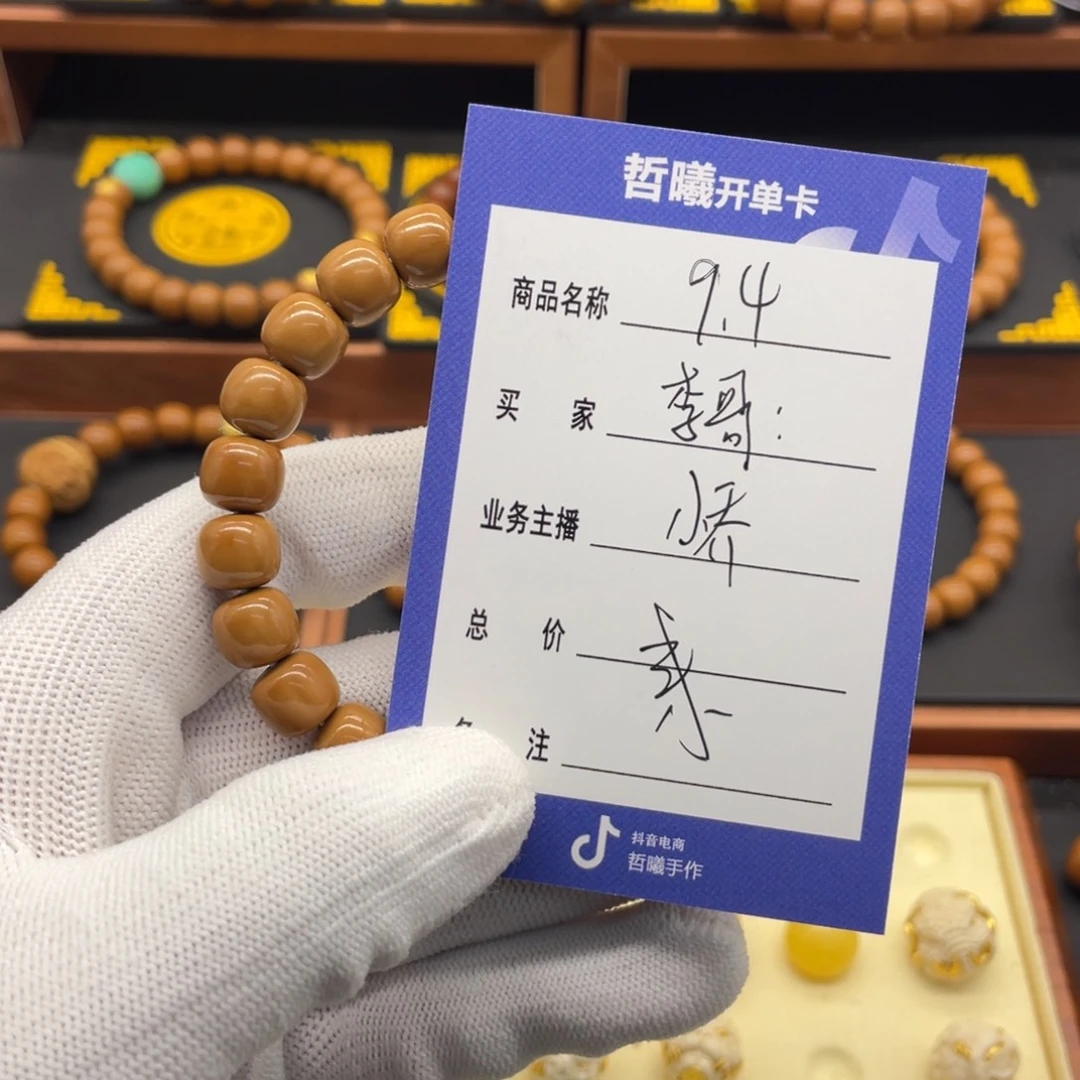 哲曦开单卡
商品名称 9.4
买家 李哥:
业务主播
总价
注
抖音电商
哲曦手作